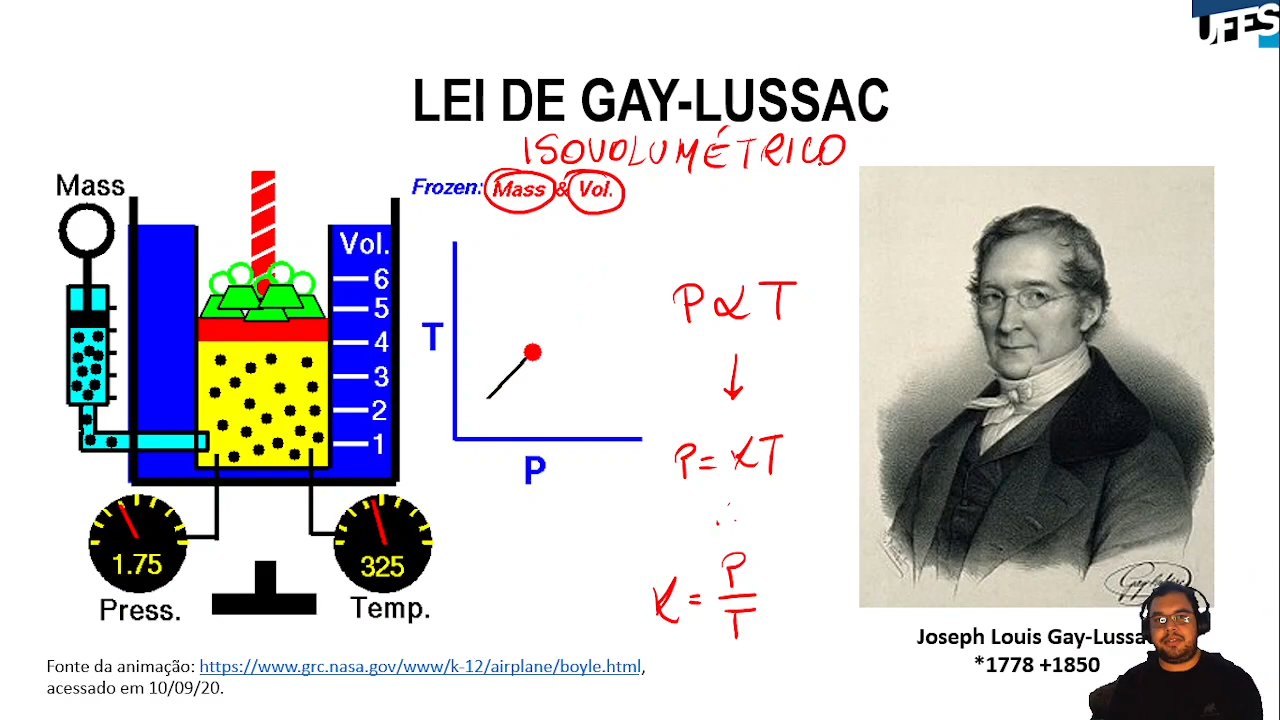 UFES
LEI DE GAY-LUSSAC
ISOVOLUMÉTRICO
Frozen: Mass & Vol.
Mass
Vol.
6
5
4
3
2
1
T
P
P ∝ T
↓
P = KT
∴
K = P/T
1.75
Press.
325
Temp.
Joseph Louis Gay-Lussa
*1778 +1850
Fonte da animação: https://www.grc.nasa.gov/www/k-12/airplane/boyle.html,
acessado em 10/09/20.